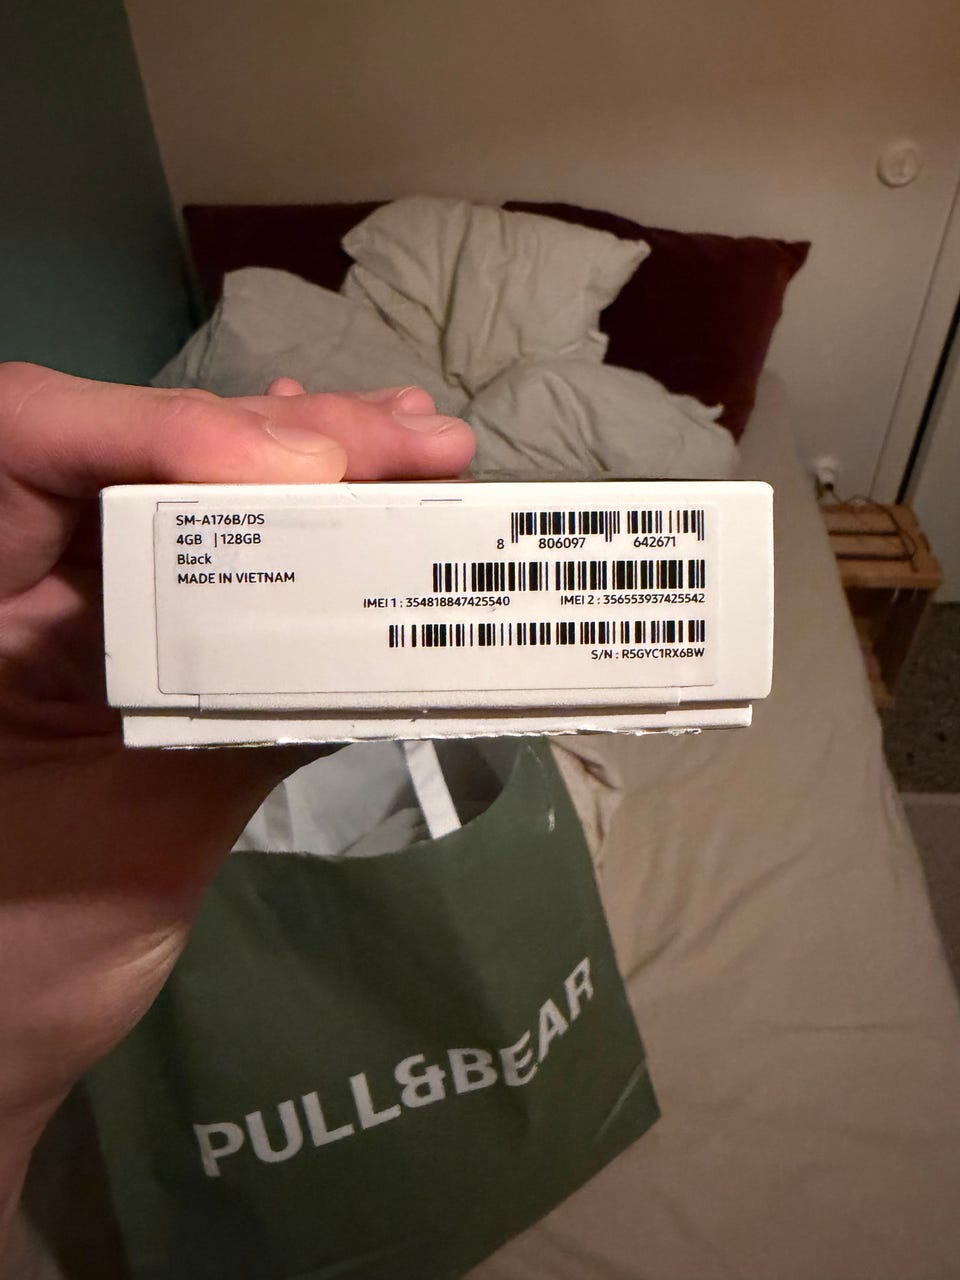 SM-A176B/DS
4GB | 128GB
Black
MADE IN VIETNAM
8 806097 642671
IMEI 1 : 354818847425540 IMEI 2 : 356553937425542
S/N : R5GYC1RX6BW
PULL&BEAR